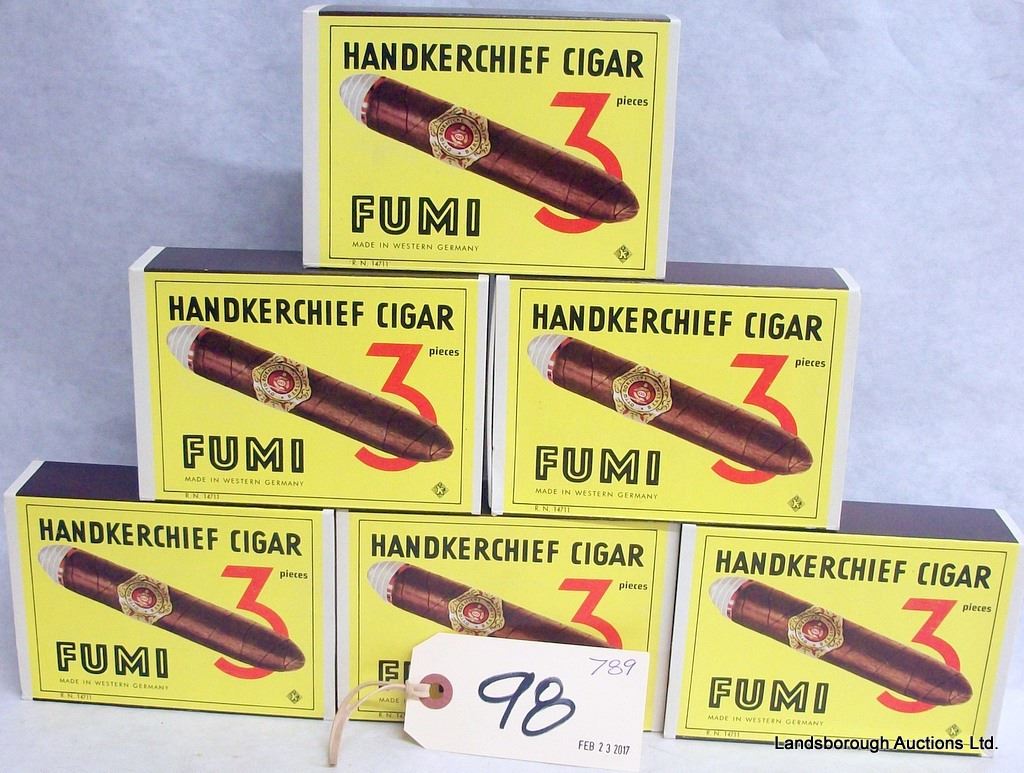 HANDKERCHIEF CIGAR
3 pieces
FUMI
MADE IN WESTERN GERMANY
R. N. 14711
HANDKERCHIEF CIGAR
3 pieces
FUMI
MADE IN WESTERN GERMANY
R. N. 14711
HANDKERCHIEF CIGAR
3 pieces
FUMI
MADE IN WESTERN GERMANY
R. N. 14711
HANDKERCHIEF CIGAR
3 pieces
FUMI
MADE IN WESTERN GERMANY
R. N. 14711
HANDKERCHIEF CIGAR
3 pieces
789
98
FEB 23 2017
HANDKERCHIEF CIGAR
3 pieces
FUMI
MADE IN WESTERN GERMANY
R. N. 14711
Landsborough Auctions Ltd.